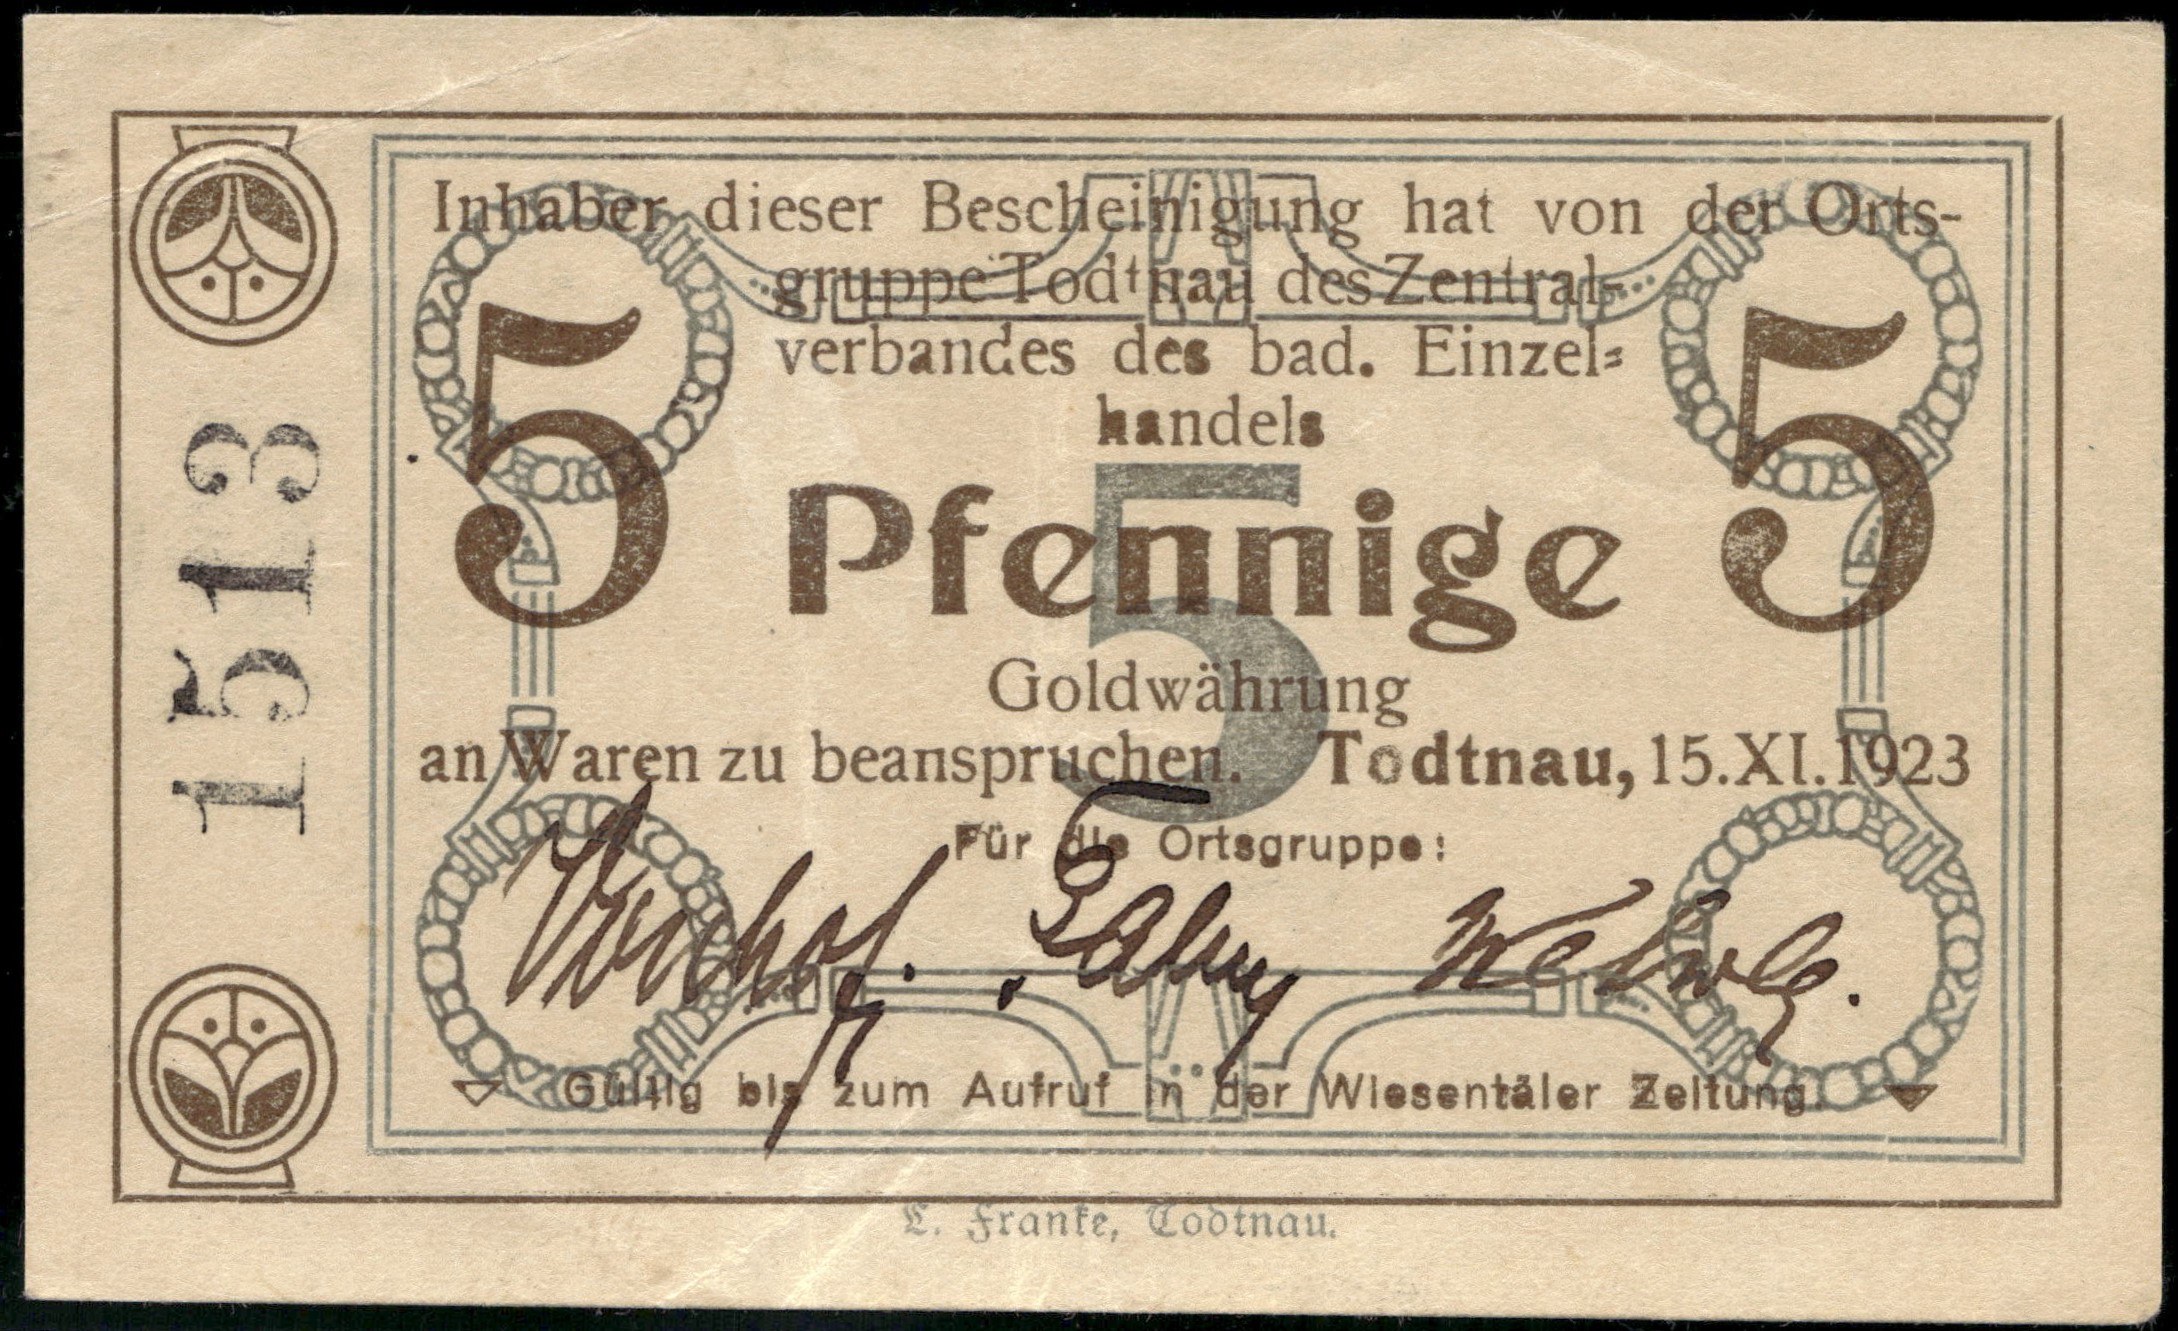 Inhaber dieser Bescheinigung hat von der Orts-
gruppe Todtnau des Zentral-
verbandes des bad. Einzel=
handels
5 Pfennige 5
5
Goldwährung
an Waren zu beanspruchen. Todtnau, 15.XI.1923
Für die Ortsgruppe:
Gültig bis zum Aufruf in der Wiesentäler Zeitung.
L. Franke, Todtnau.
15133